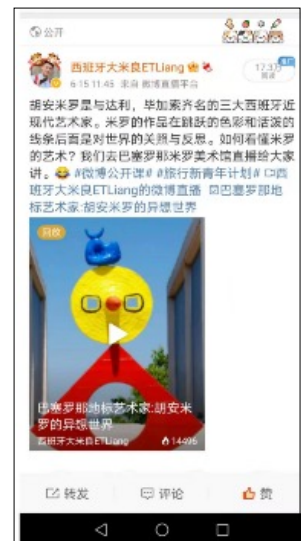 公开
西班牙大米良ETLiang
17.3万
阅读
6-15 11:45 来自 微博直播平台
胡安米罗是与达利，毕加索齐名的三大西班牙近
现代艺术家。米罗的作品在跳跃的色彩和活泼的
线条后面是对世界的关照与反思。如何看懂米罗
的艺术？我们去巴塞罗那米罗美术馆直播给大家
讲。😂 #微博公开课# #旅行新青年计划# 西
班牙大米良ETLiang的微博直播 巴塞罗那地
标艺术家:胡安米罗的异想世界
回放
巴塞罗那地标艺术家:胡安米
罗的异想世界
西班牙大米良ETLiang 14496
转发 评论 赞